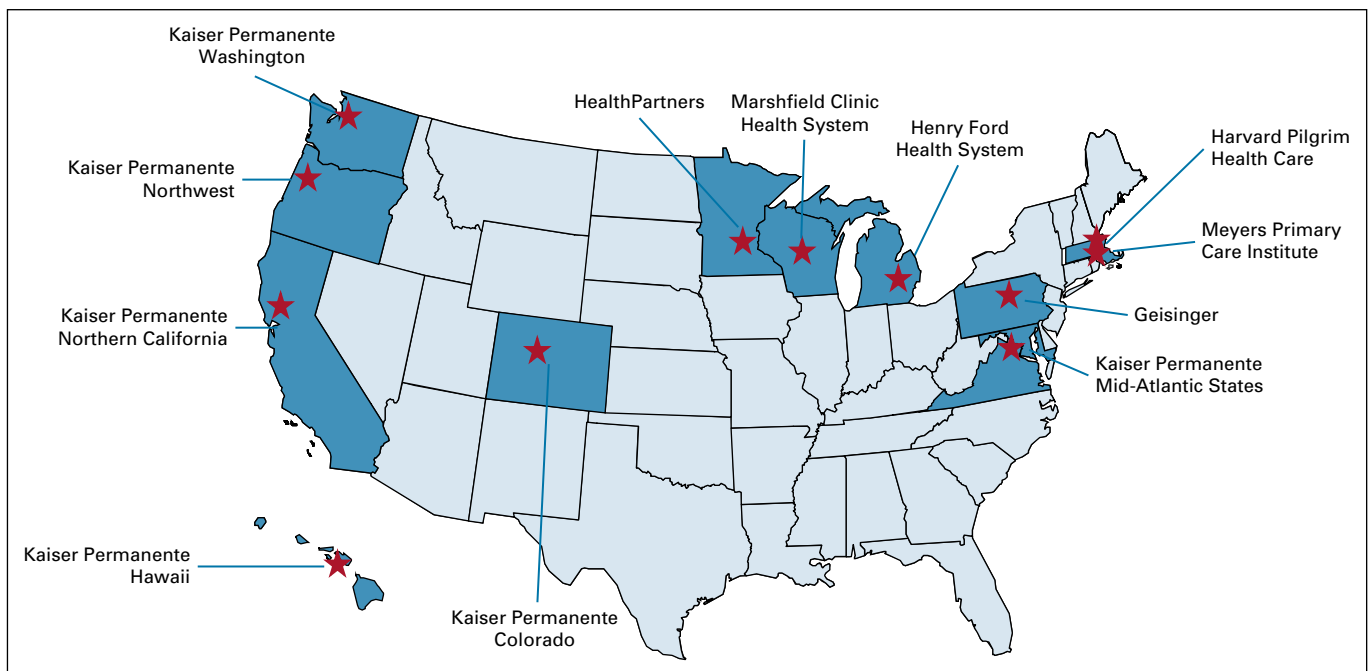 Kaiser Permanente
Washington
HealthPartners
Marshfield Clinic
Health System
Henry Ford
Health System
Harvard Pilgrim
Health Care
Kaiser Permanente
Northwest
Meyers Primary
Care Institute
Kaiser Permanente
Northern California
Geisinger
Kaiser Permanente
Mid-Atlantic States
Kaiser Permanente
Hawaii
Kaiser Permanente
Colorado